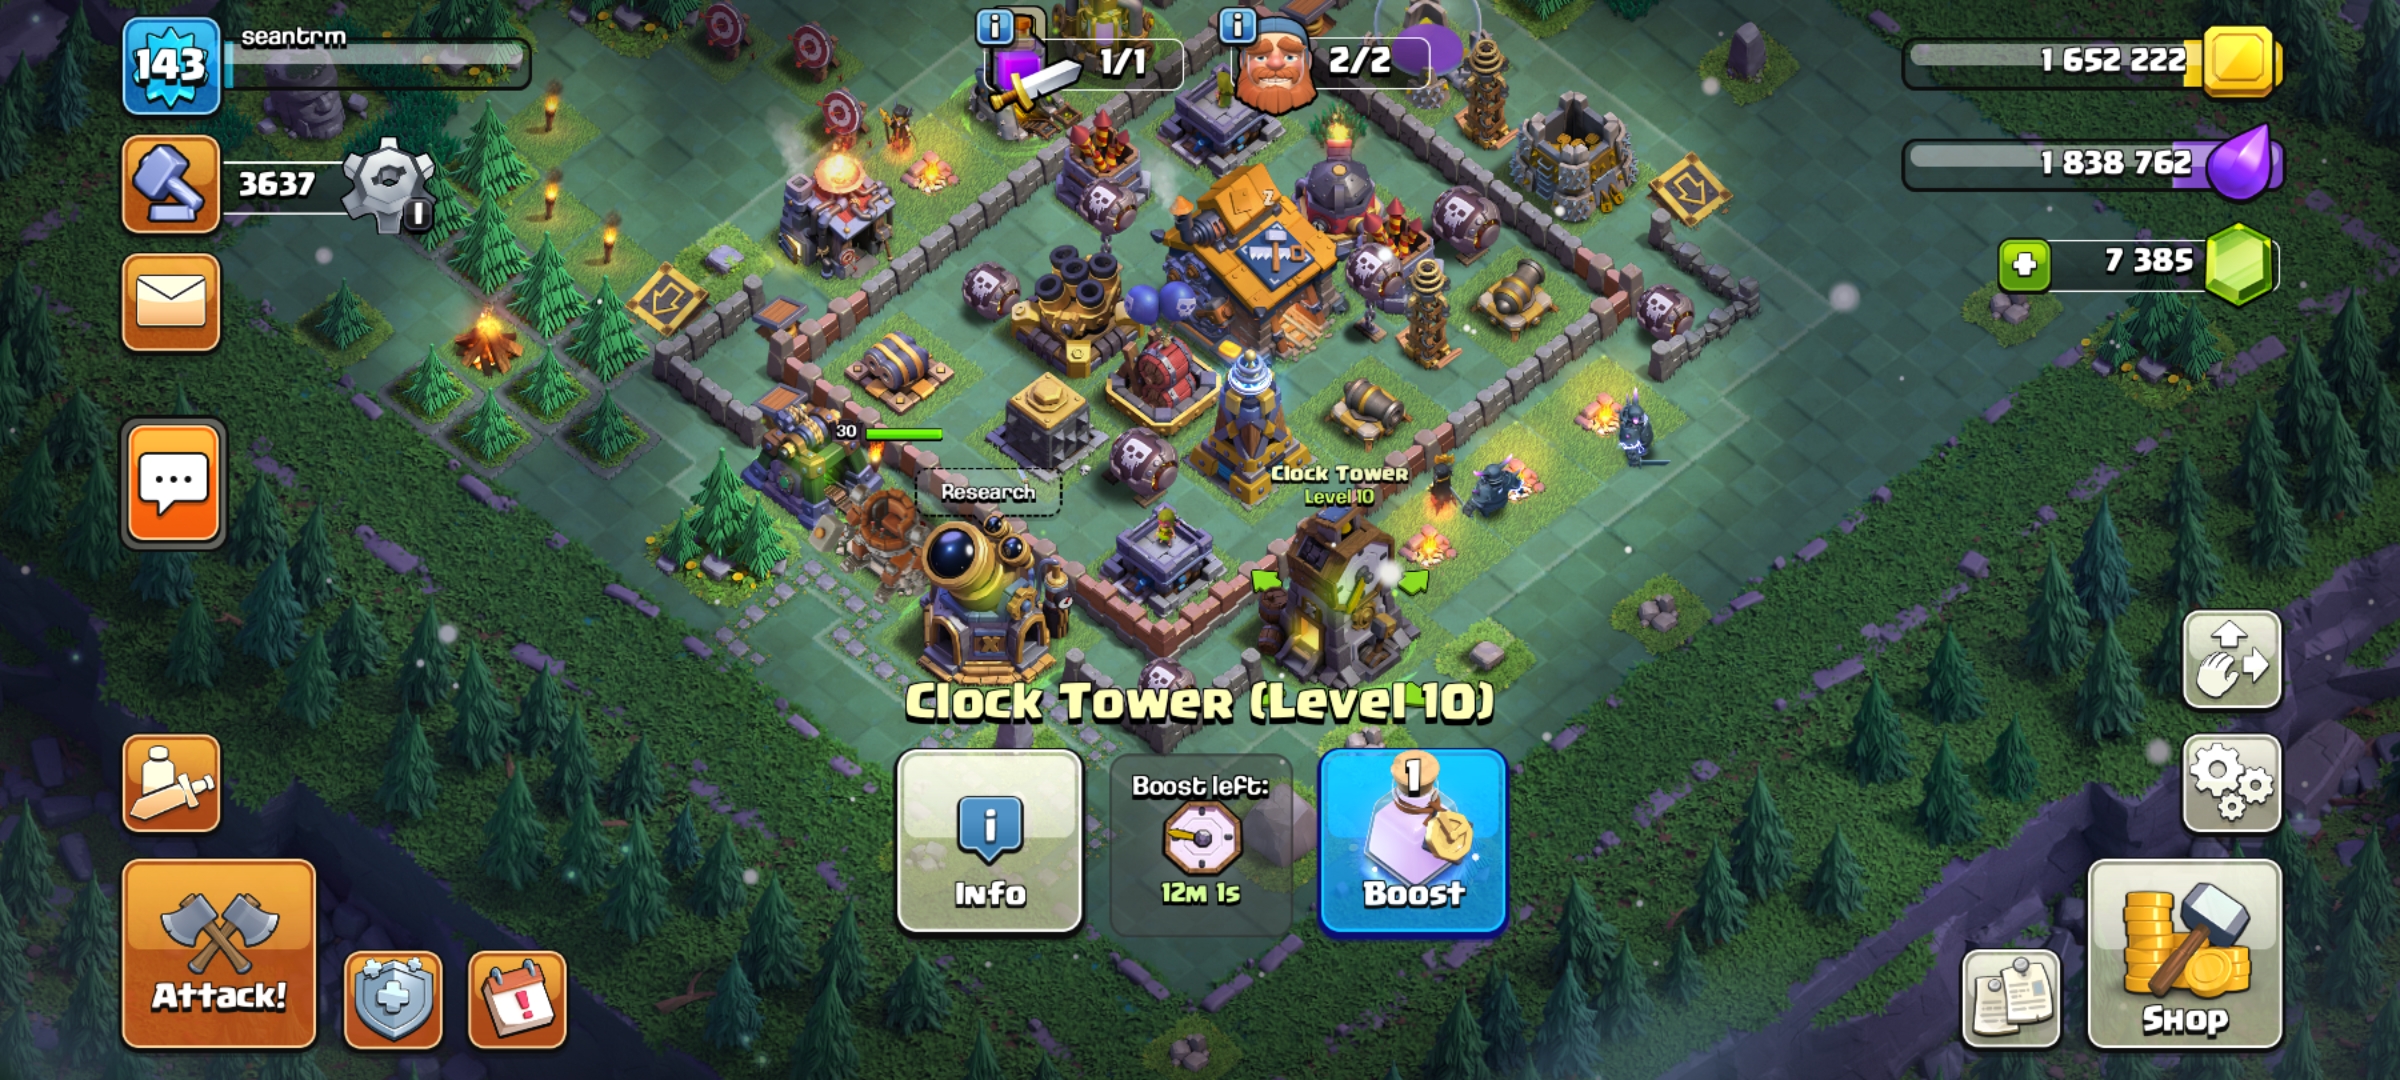 143
seantrm
1/1
2/2
1 652 222
3637
I
1 838 762
7 385
30
Research
Clock Tower
Level 10
Clock Tower (Level 10)
Info
Boost left:
12m 1s
1
Boost
Attack!
Shop